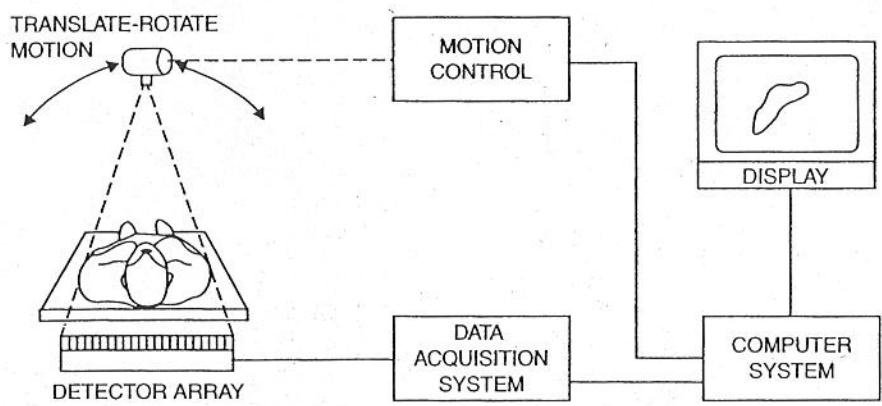 TRANSLATE-ROTATE
MOTION
MOTION
CONTROL
DISPLAY
DETECTOR ARRAY
DATA
ACQUISITION
SYSTEM
COMPUTER
SYSTEM